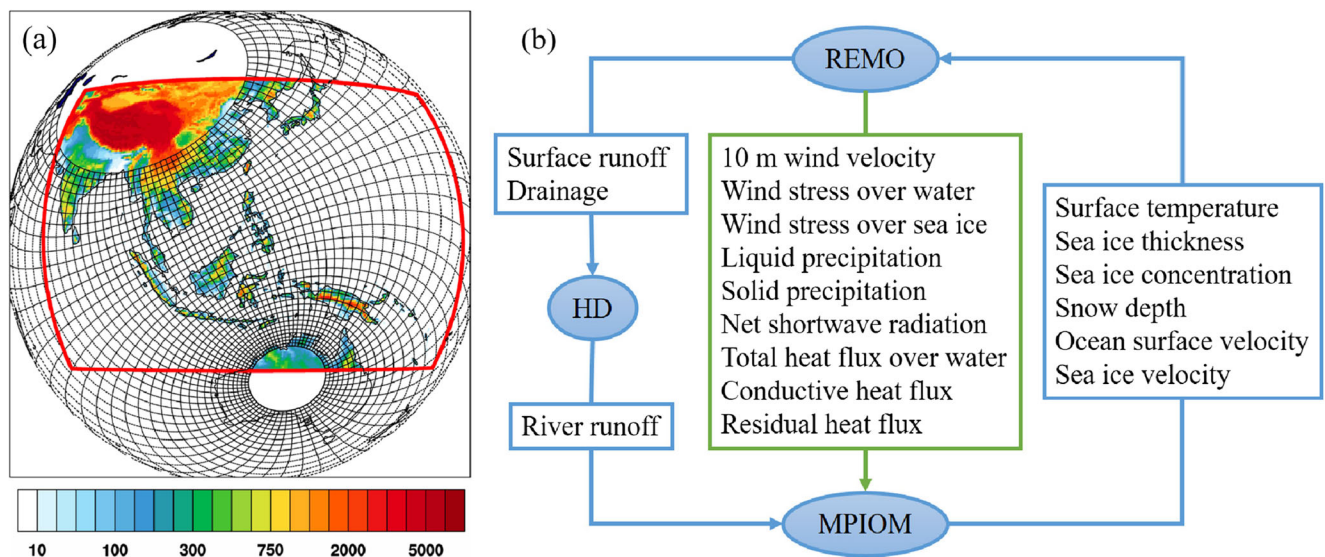 (a)
10 100 300 750 2000 5000
(b)
REMO
Surface runoff
Drainage
HD
River runoff
10 m wind velocity
Wind stress over water
Wind stress over sea ice
Liquid precipitation
Solid precipitation
Net shortwave radiation
Total heat flux over water
Conductive heat flux
Residual heat flux
Surface temperature
Sea ice thickness
Sea ice concentration
Snow depth
Ocean surface velocity
Sea ice velocity
MPIOM